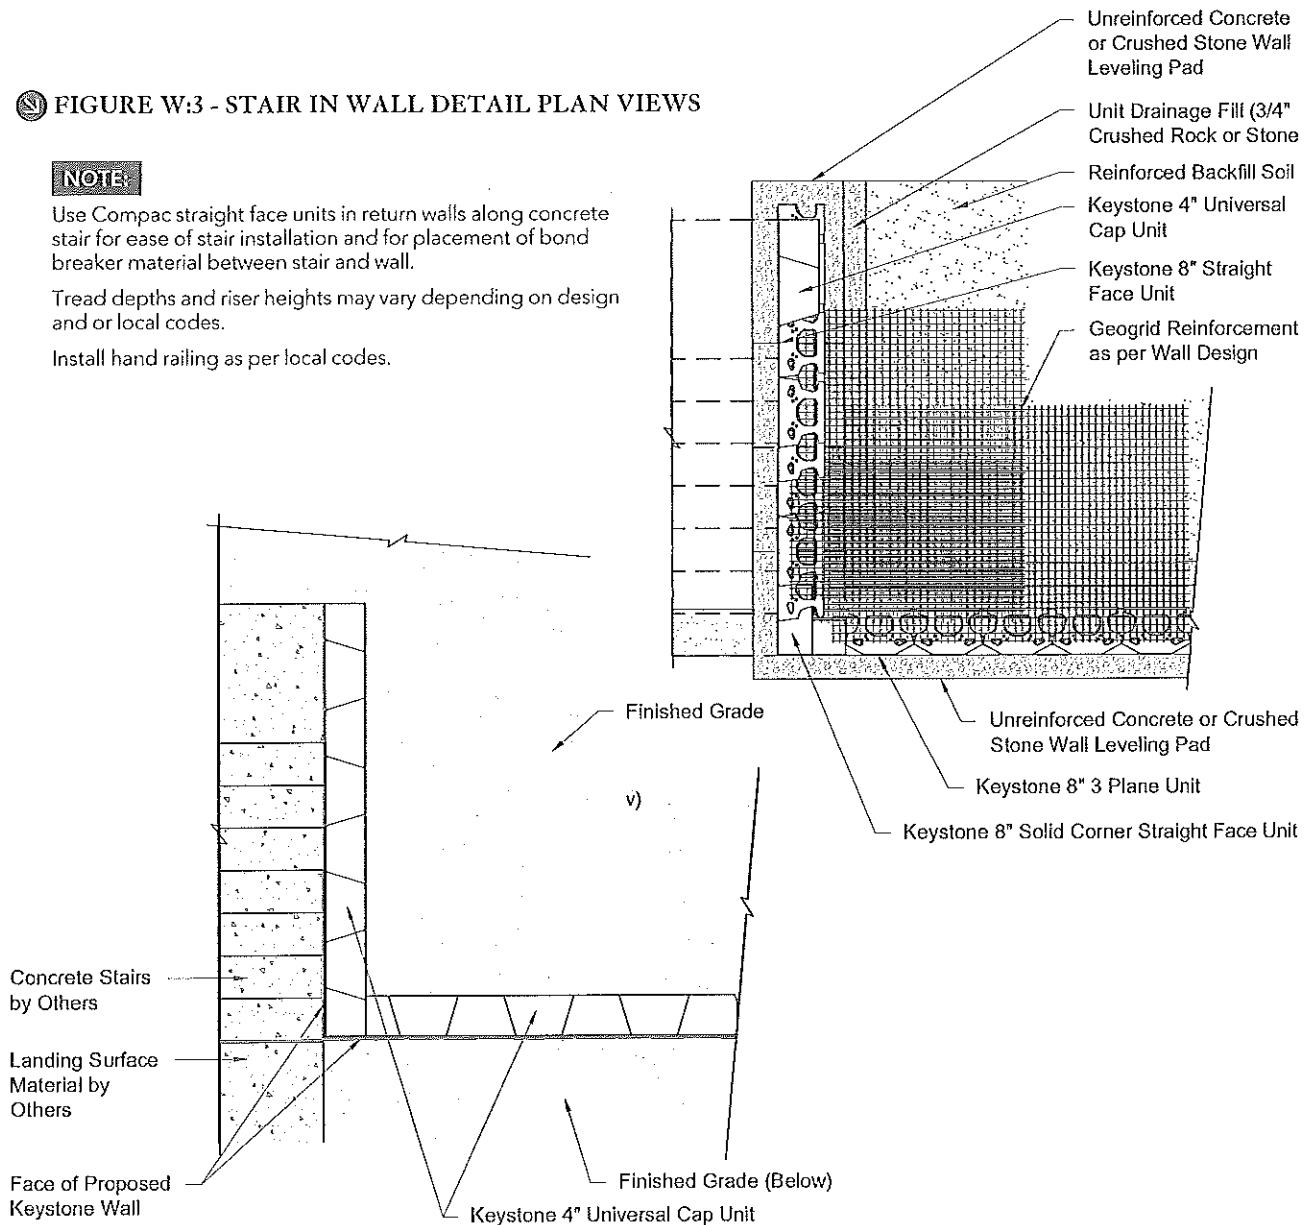 FIGURE W:3 - STAIR IN WALL DETAIL PLAN VIEWS
NOTE:
Use Compac straight face units in return walls along concrete
stair for ease of stair installation and for placement of bond
breaker material between stair and wall.
Tread depths and riser heights may vary depending on design
and or local codes.
Install hand railing as per local codes.
Unreinforced Concrete
or Crushed Stone Wall
Leveling Pad
Unit Drainage Fill (3/4"
Crushed Rock or Stone
Reinforced Backfill Soil
Keystone 4" Universal
Cap Unit
Keystone 8" Straight
Face Unit
Geogrid Reinforcement
as per Wall Design
Unreinforced Concrete or Crushed
Stone Wall Leveling Pad
Keystone 8" 3 Plane Unit
Keystone 8" Solid Corner Straight Face Unit
Finished Grade
v)
Concrete Stairs
by Others
Landing Surface
Material by
Others
Face of Proposed
Keystone Wall
Finished Grade (Below)
Keystone 4" Universal Cap Unit